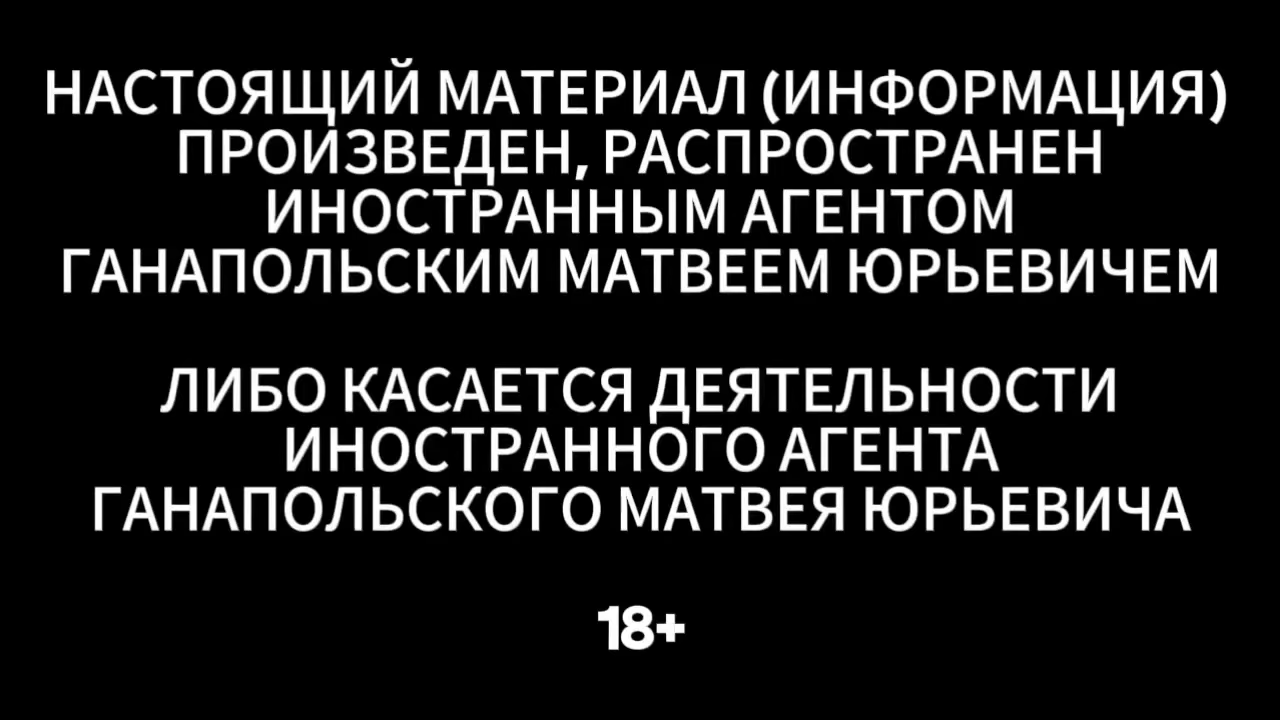 НАСТОЯЩИЙ МАТЕРИАЛ (ИНФОРМАЦИЯ)
ПРОИЗВЕДЕН, РАСПРОСТРАНЕН
ИНОСТРАННЫМ АГЕНТОМ
ГАНАПОЛЬСКИМ МАТВЕЕМ ЮРЬЕВИЧЕМ
ЛИБО КАСАЕТСЯ ДЕЯТЕЛЬНОСТИ
ИНОСТРАННОГО АГЕНТА
ГАНАПОЛЬСКОГО МАТВЕЯ ЮРЬЕВИЧА
18+